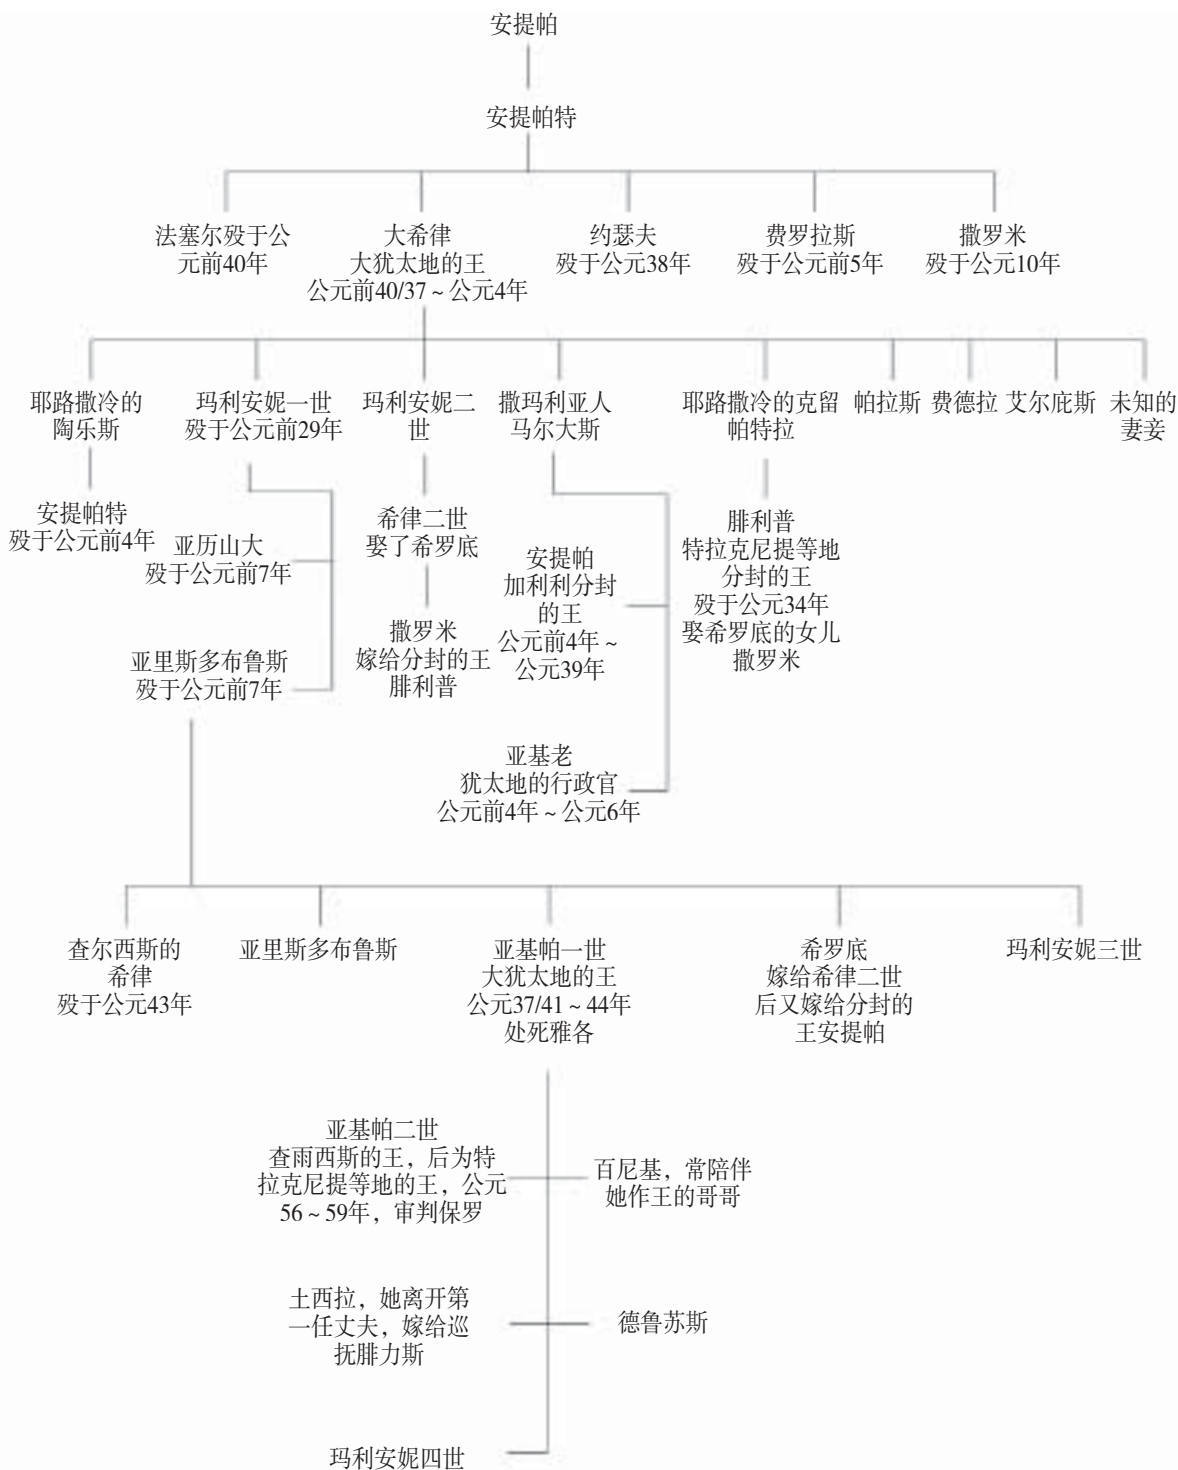 安提帕
安提帕特
法塞尔殁于公
元前40年
大希律
大犹太地的王
公元前40/37～公元4年
约瑟夫
殁于公元38年
费罗拉斯
殁于公元前5年
撒罗米
殁于公元10年
耶路撒冷的
陶乐斯
玛利安妮一世
殁于公元前29年
玛利安妮二
世
撒玛利亚人
马尔大斯
耶路撒冷的克留
帕特拉
帕拉斯
费德拉
艾尔庇斯
未知的
妻妾
安提帕特
殁于公元前4年
亚历山大
殁于公元前7年
亚里斯多布鲁斯
殁于公元前7年
希律二世
娶了希罗底
撒罗米
嫁给分封的王
腓利普
安提帕
加利利分封
的王
公元前4年～
公元39年
亚基老
犹太地的行政官
公元前4年～公元6年
腓利普
特拉克尼提等地
分封的王
殁于公元34年
娶希罗底的女儿
撒罗米
查尔西斯的
希律
殁于公元43年
亚里斯多布鲁斯
亚基帕一世
大犹太地的王
公元37/41～44年
处死雅各
希罗底
嫁给希律二世
后又嫁给分封的
王安提帕
玛利安妮三世
亚基帕二世
查雨西斯的王，后为特
拉克尼提等地的王，公元
56～59年，审判保罗
百尼基，常陪伴
她作王的哥哥
土西拉，她离开第
一任丈夫，嫁给巡
抚腓力斯
德鲁苏斯
玛利安妮四世